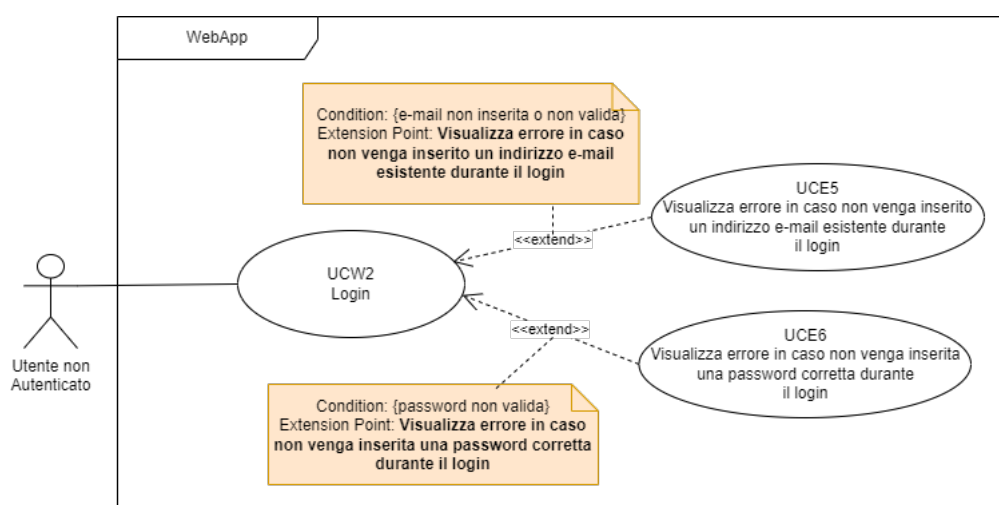 WebApp
Condition: {e-mail non inserita o non valida}
Extension Point: Visualizza errore in caso
non venga inserito un indirizzo e-mail
esistente durante il login
UCE5
Visualizza errore in caso non venga inserito
un indirizzo e-mail esistente durante
il login
<<extend>>
UCW2
Login
<<extend>>
UCE6
Visualizza errore in caso non venga inserita
una password corretta durante
il login
Utente non
Autenticato
Condition: {password non valida}
Extension Point: Visualizza errore in caso
non venga inserita una password corretta
durante il login